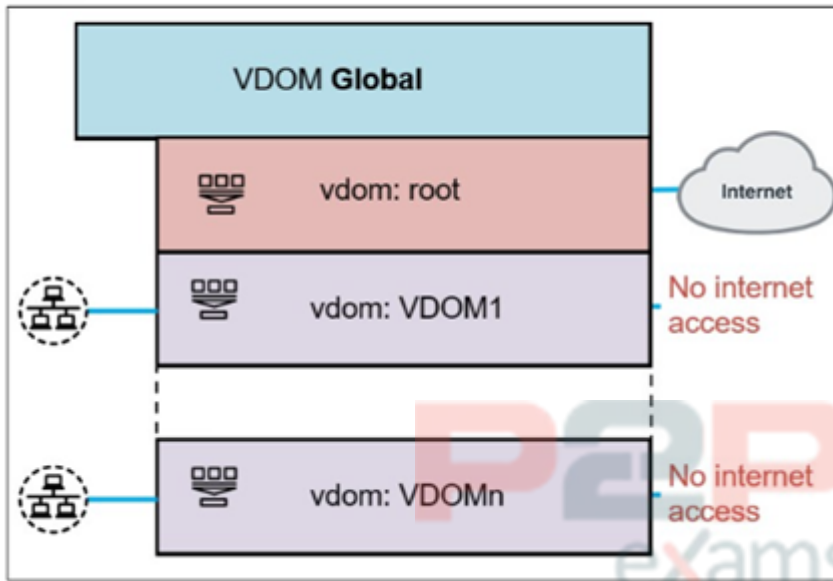 VDOM Global
vdom: root
Internet
vdom: VDOM1
No internet
access
vdom: VDOMn
No internet
access
P2P
exams